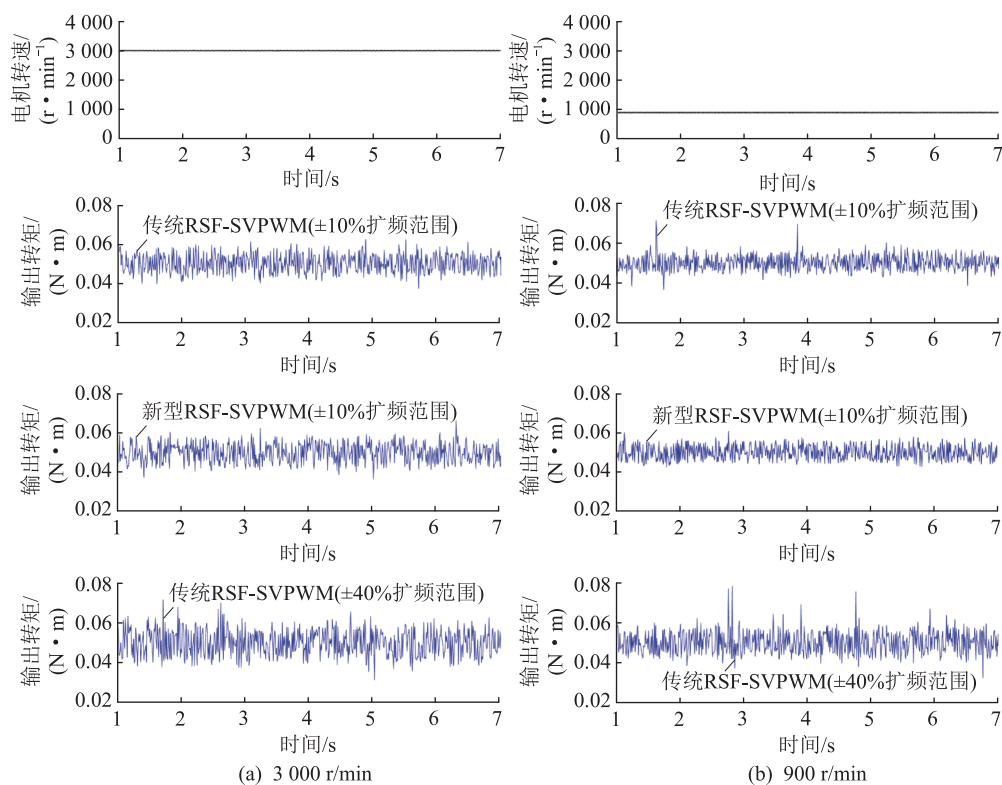 4 000
3 000
2 000
1 000
0
电机转速/
(r·min⁻¹)
1 2 3 4 5 6 7
时间/s
0.08
0.06
0.04
0.02
输出转矩/
(N·m)
传统RSF-SVPWM(±10%扩频范围)
1 2 3 4 5 6 7
时间/s
0.08
0.06
0.04
0.02
输出转矩/
(N·m)
新型RSF-SVPWM(±10%扩频范围)
1 2 3 4 5 6 7
时间/s
0.08
0.06
0.04
0.02
输出转矩/
(N·m)
传统RSF-SVPWM(±40%扩频范围)
1 2 3 4 5 6 7
时间/s
(a) 3 000 r/min
4 000
3 000
2 000
1 000
0
电机转速/
(r·min⁻¹)
1 2 3 4 5 6 7
时间/s
0.08
0.06
0.04
0.02
输出转矩/
(N·m)
传统RSF-SVPWM(±10%扩频范围)
1 2 3 4 5 6 7
时间/s
0.08
0.06
0.04
0.02
输出转矩/
(N·m)
新型RSF-SVPWM(±10%扩频范围)
1 2 3 4 5 6 7
时间/s
0.08
0.06
0.04
0.02
输出转矩/
(N·m)
传统RSF-SVPWM(±40%扩频范围)
1 2 3 4 5 6 7
时间/s
(b) 900 r/min